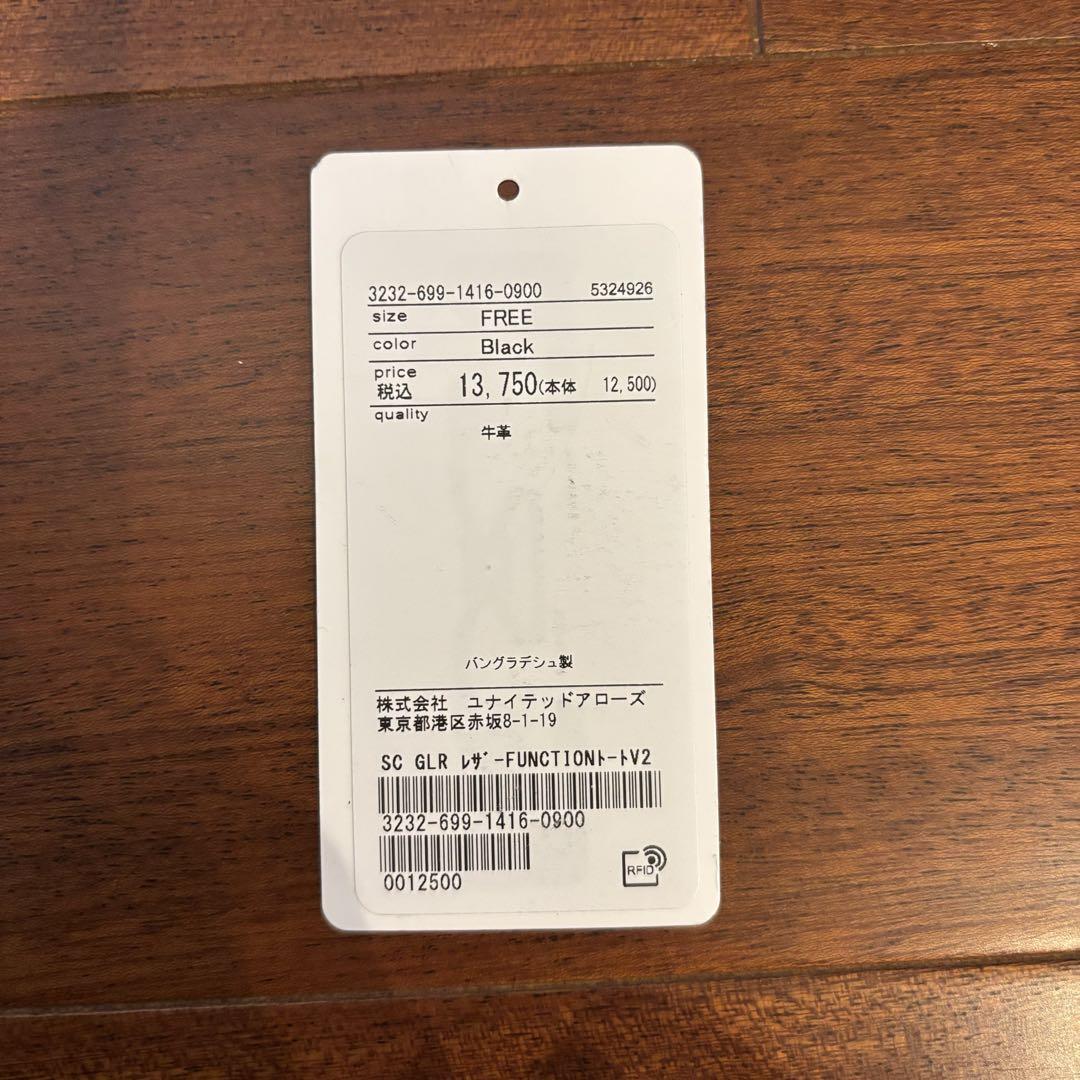 3232-699-1416-0900 5324926
size FREE
color Black
price
税込 13,750(本体 12,500)
quality
牛革
バングラデシュ製
株式会社 ユナイテッドアローズ
東京都港区赤坂8-1-19
SC GLR ﾚｻﾞｰFUNCTIONﾄｰﾄV2
3232-699-1416-0900
0012500
RFID